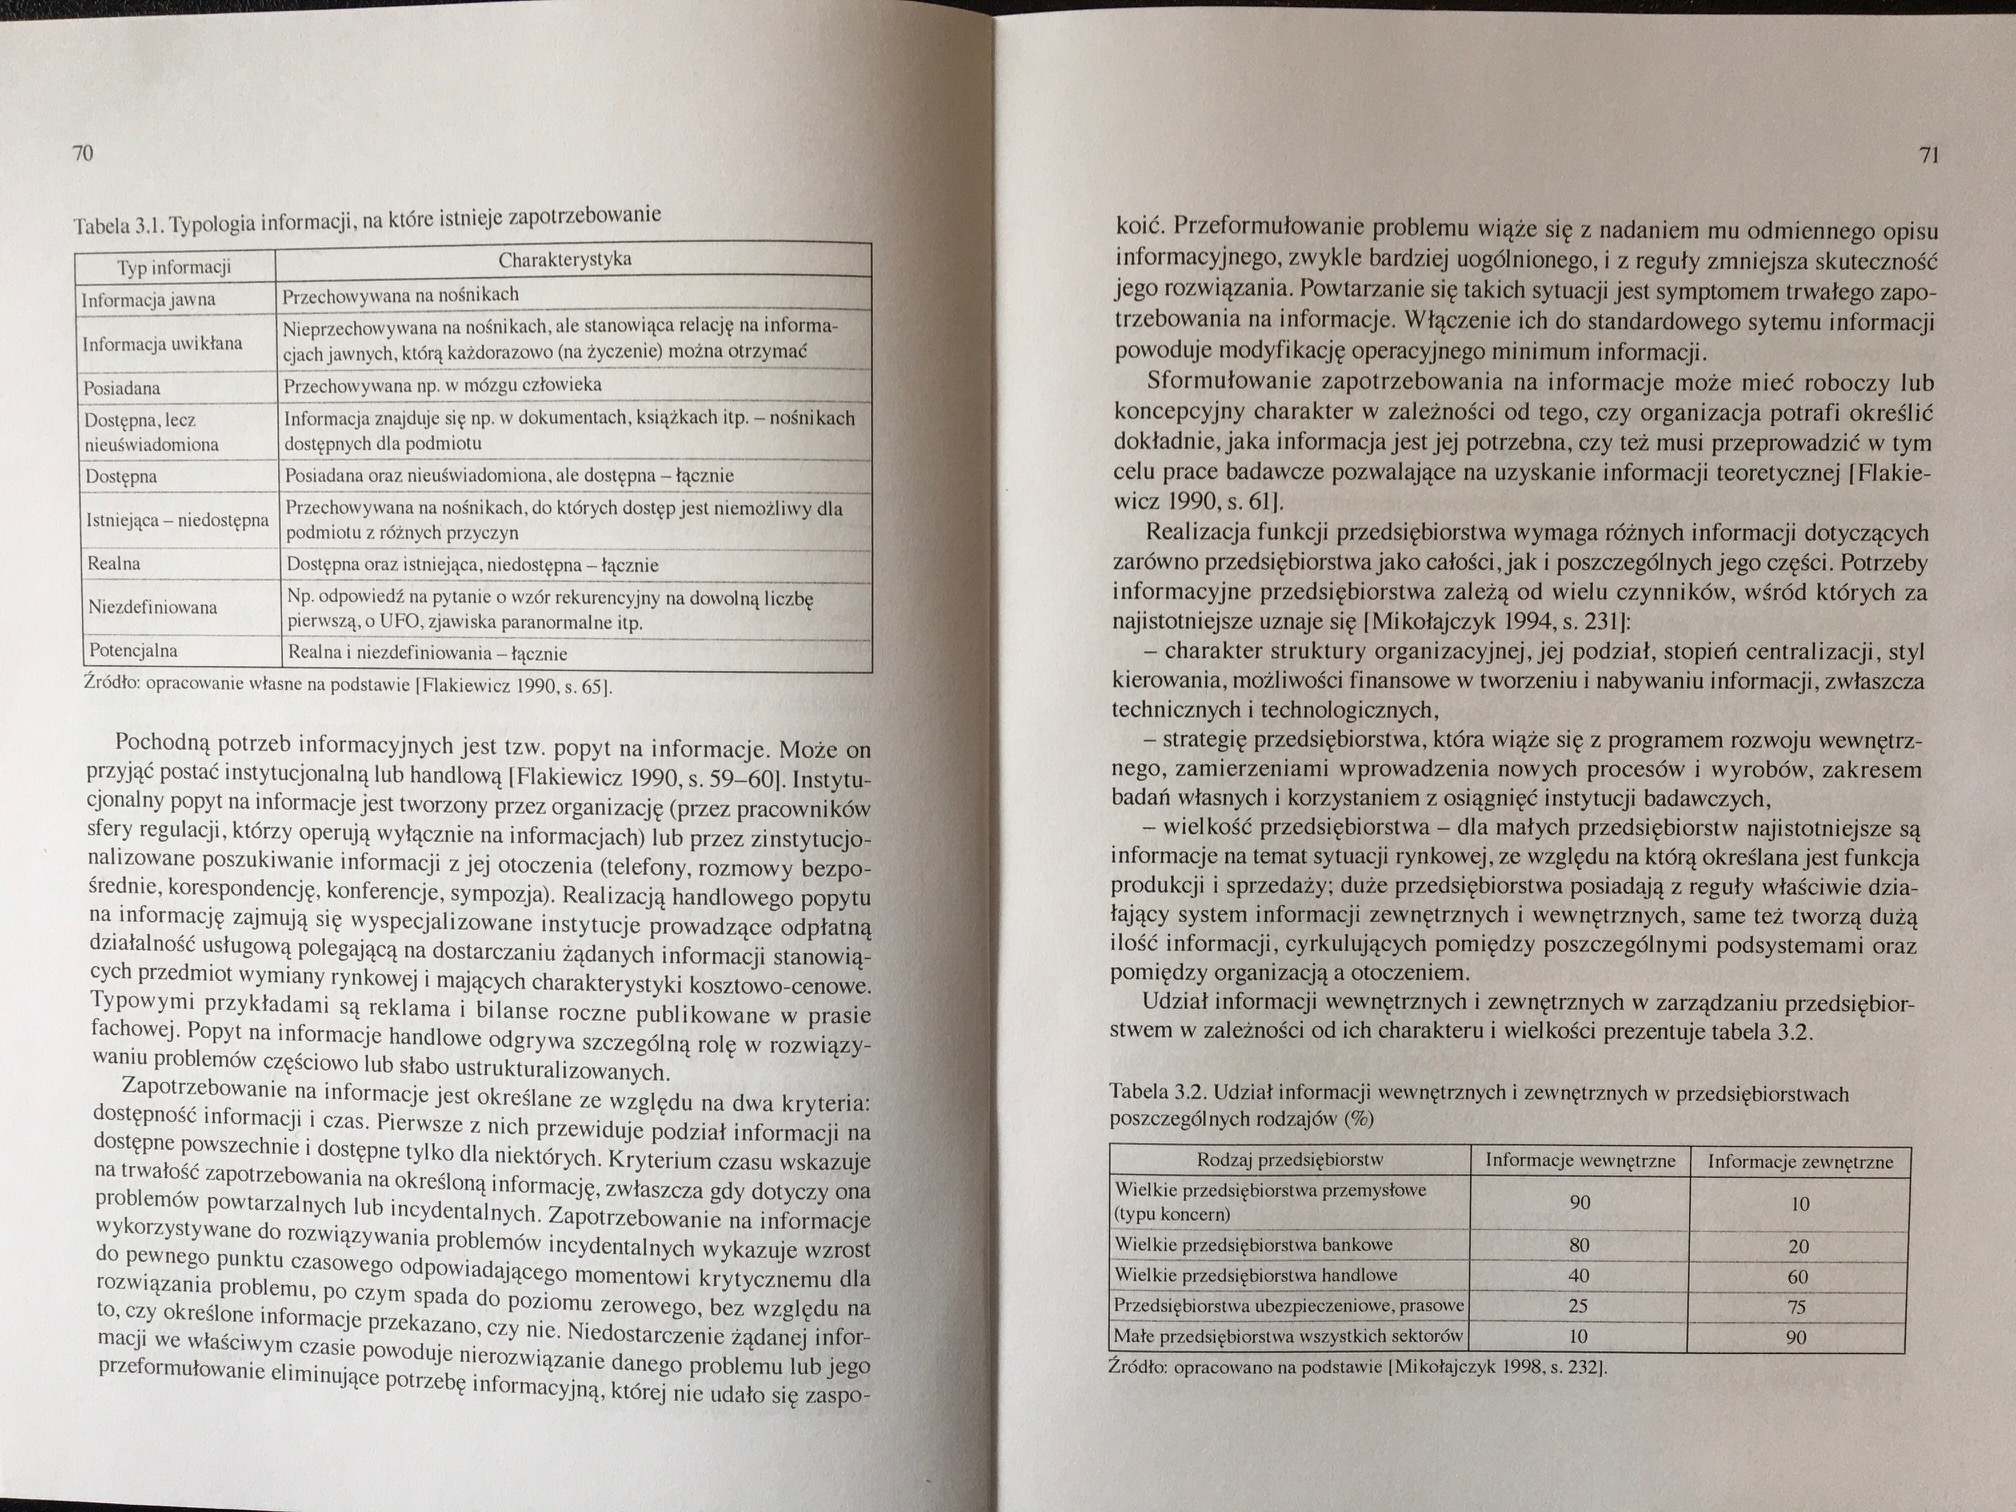 70
Tabela 3.1. Typologia informacji, na które istnieje zapotrzebowanie
Typ informacji Charakterystyka
Informacja jawna Przechowywana na nośnikach
Informacja uwikłana Nieprzechowywana na nośnikach, ale stanowiąca relację na informa-
cjach jawnych, którą każdorazowo (na życzenie) można otrzymać
Posiadana Przechowywana np. w mózgu człowieka
Dostępna, lecz Informacja znajduje się np. w dokumentach, książkach itp. – nośnikach
nieuświadomiona dostępnych dla podmiotu
Dostępna Posiadana oraz nieuświadomiona, ale dostępna – łącznie
Istniejąca – niedostępna Przechowywana na nośnikach, do których dostęp jest niemożliwy dla
podmiotu z różnych przyczyn
Realna Dostępna oraz istniejąca, niedostępna – łącznie
Niezdefiniowana Np. odpowiedź na pytanie o wzór rekurencyjny na dowolną liczbę
pierwszą, o UFO, zjawiska paranormalne itp.
Potencjalna Realna i niezdefiniowania – łącznie
Źródło: opracowanie własne na podstawie [Flakiewicz 1990, s. 65].
Pochodną potrzeb informacyjnych jest tzw. popyt na informacje. Może on
przyjąć postać instytucjonalną lub handlową [Flakiewicz 1990, s. 59–60]. Instytu-
cjonalny popyt na informacje jest tworzony przez organizację (przez pracowników
sfery regulacji, którzy operują wyłącznie na informacjach) lub przez zinstytucjo-
nalizowane poszukiwanie informacji z jej otoczenia (telefony, rozmowy bezpo-
średnie, korespondencję, konferencje, sympozja). Realizacją handlowego popytu
na informację zajmują się wyspecjalizowane instytucje prowadzące odpłatną
działalność usługową polegającą na dostarczaniu żądanych informacji stanowią-
cych przedmiot wymiany rynkowej i mających charakterystyki kosztowo-cenowe.
Typowymi przykładami są reklama i bilanse roczne publikowane w prasie
fachowej. Popyt na informacje handlowe odgrywa szczególną rolę w rozwiązy-
waniu problemów częściowo lub słabo ustrukturalizowanych.
Zapotrzebowanie na informacje jest określane ze względu na dwa kryteria:
dostępność informacji i czas. Pierwsze z nich przewiduje podział informacji na
dostępne powszechnie i dostępne tylko dla niektórych. Kryterium czasu wskazuje
na trwałość zapotrzebowania na określoną informację, zwłaszcza gdy dotyczy ona
problemów powtarzalnych lub incydentalnych. Zapotrzebowanie na informacje
wykorzystywane do rozwiązywania problemów incydentalnych wykazuje wzrost
do pewnego punktu czasowego odpowiadającego momentowi krytycznemu dla
rozwiązania problemu, po czym spada do poziomu zerowego, bez względu na
to, czy określone informacje przekazano, czy nie. Niedostarczenie żądanej infor-
macji we właściwym czasie powoduje nierozwiązanie danego problemu lub jego
przeformułowanie eliminujące potrzebę informacyjną, której nie udało się zaspo-
71
koić. Przeformułowanie problemu wiąże się z nadaniem mu odmiennego opisu
informacyjnego, zwykle bardziej uogólnionego, i z reguły zmniejsza skuteczność
jego rozwiązania. Powtarzanie się takich sytuacji jest symptomem trwałego zapo-
trzebowania na informacje. Włączenie ich do standardowego sytemu informacji
powoduje modyfikację operacyjnego minimum informacji.
Sformułowanie zapotrzebowania na informacje może mieć roboczy lub
koncepcyjny charakter w zależności od tego, czy organizacja potrafi określić
dokładnie, jaka informacja jest jej potrzebna, czy też musi przeprowadzić w tym
celu prace badawcze pozwalające na uzyskanie informacji teoretycznej [Flakie-
wicz 1990, s. 61].
Realizacja funkcji przedsiębiorstwa wymaga różnych informacji dotyczących
zarówno przedsiębiorstwa jako całości, jak i poszczególnych jego części. Potrzeby
informacyjne przedsiębiorstwa zależą od wielu czynników, wśród których za
najistotniejsze uznaje się [Mikołajczyk 1994, s. 231]:
– charakter struktury organizacyjnej, jej podział, stopień centralizacji, styl
kierowania, możliwości finansowe w tworzeniu i nabywaniu informacji, zwłaszcza
technicznych i technologicznych,
– strategię przedsiębiorstwa, która wiąże się z programem rozwoju wewnętrz-
nego, zamierzeniami wprowadzenia nowych procesów i wyrobów, zakresem
badań własnych i korzystaniem z osiągnięć instytucji badawczych,
– wielkość przedsiębiorstwa – dla małych przedsiębiorstw najistotniejsze są
informacje na temat sytuacji rynkowej, ze względu na którą określana jest funkcja
produkcji i sprzedaży; duże przedsiębiorstwa posiadają z reguły właściwie dzia-
łający system informacji zewnętrznych i wewnętrznych, same też tworzą dużą
ilość informacji, cyrkulujących pomiędzy poszczególnymi podsystemami oraz
pomiędzy organizacją a otoczeniem.
Udział informacji wewnętrznych i zewnętrznych w zarządzaniu przedsiębior-
stwem w zależności od ich charakteru i wielkości prezentuje tabela 3.2.
Tabela 3.2. Udział informacji wewnętrznych i zewnętrznych w przedsiębiorstwach
poszczególnych rodzajów (%)
Rodzaj przedsiębiorstw Informacje wewnętrzne Informacje zewnętrzne
Wielkie przedsiębiorstwa przemysłowe
(typu koncern) 90 10
Wielkie przedsiębiorstwa bankowe 80 20
Wielkie przedsiębiorstwa handlowe 40 60
Przedsiębiorstwa ubezpieczeniowe, prasowe 25 75
Małe przedsiębiorstwa wszystkich sektorów 10 90
Źródło: opracowano na podstawie [Mikołajczyk 1998, s. 232].